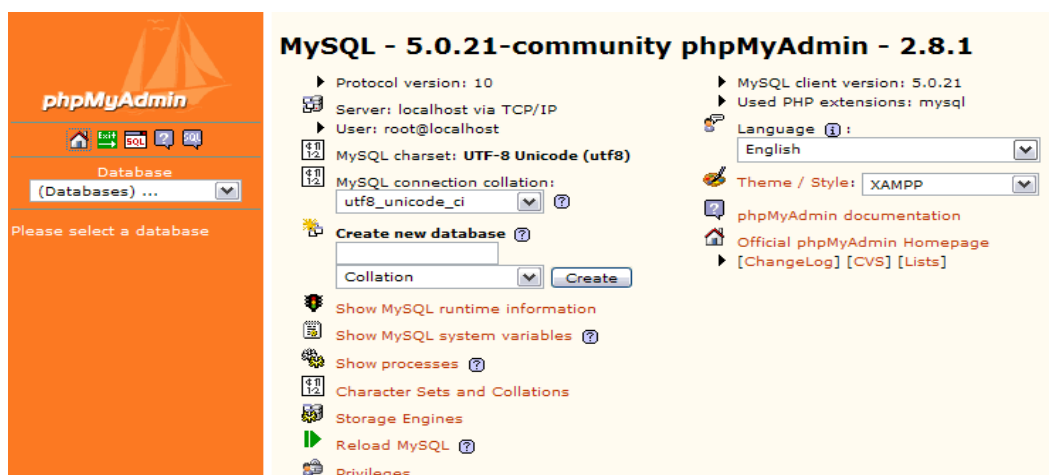 phpMyAdmin
Exit
SQL
SQL
Database
(Databases) ...
Please select a database
MySQL - 5.0.21-community phpMyAdmin - 2.8.1
Protocol version: 10
Server: localhost via TCP/IP
User: root@localhost
MySQL charset: UTF-8 Unicode (utf8)
MySQL connection collation:
utf8_unicode_ci
Create new database
Collation
Create
Show MySQL runtime information
Show MySQL system variables
Show processes
Character Sets and Collations
Storage Engines
Reload MySQL
Privileges
MySQL client version: 5.0.21
Used PHP extensions: mysql
Language :
English
Theme / Style: XAMPP
phpMyAdmin documentation
Official phpMyAdmin Homepage
[ChangeLog] [CVS] [Lists]